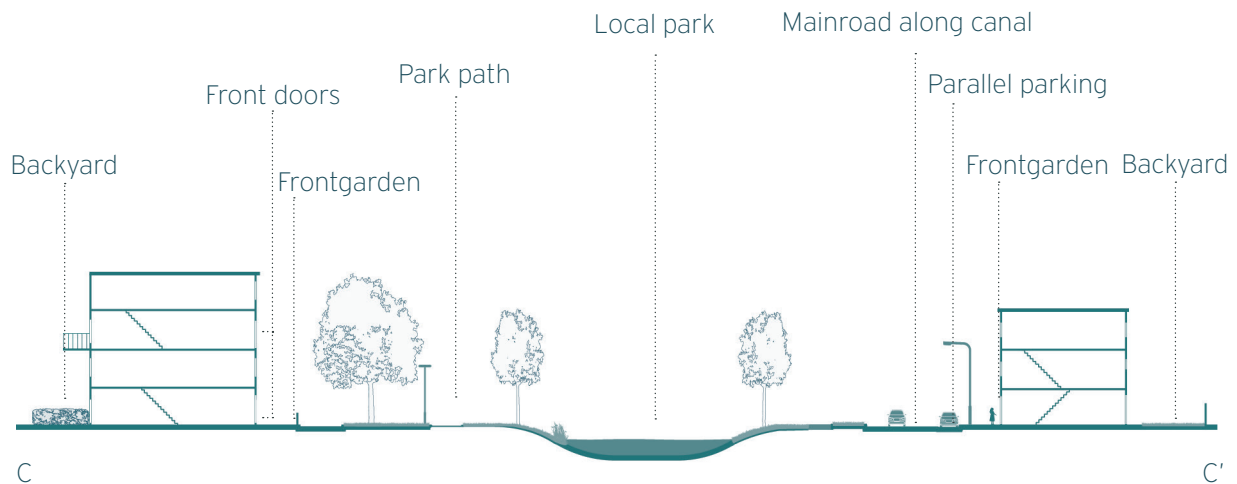 Local park
Mainroad along canal
Park path
Parallel parking
Front doors
Backyard
Frontgarden
Frontgarden
Backyard
C
C'